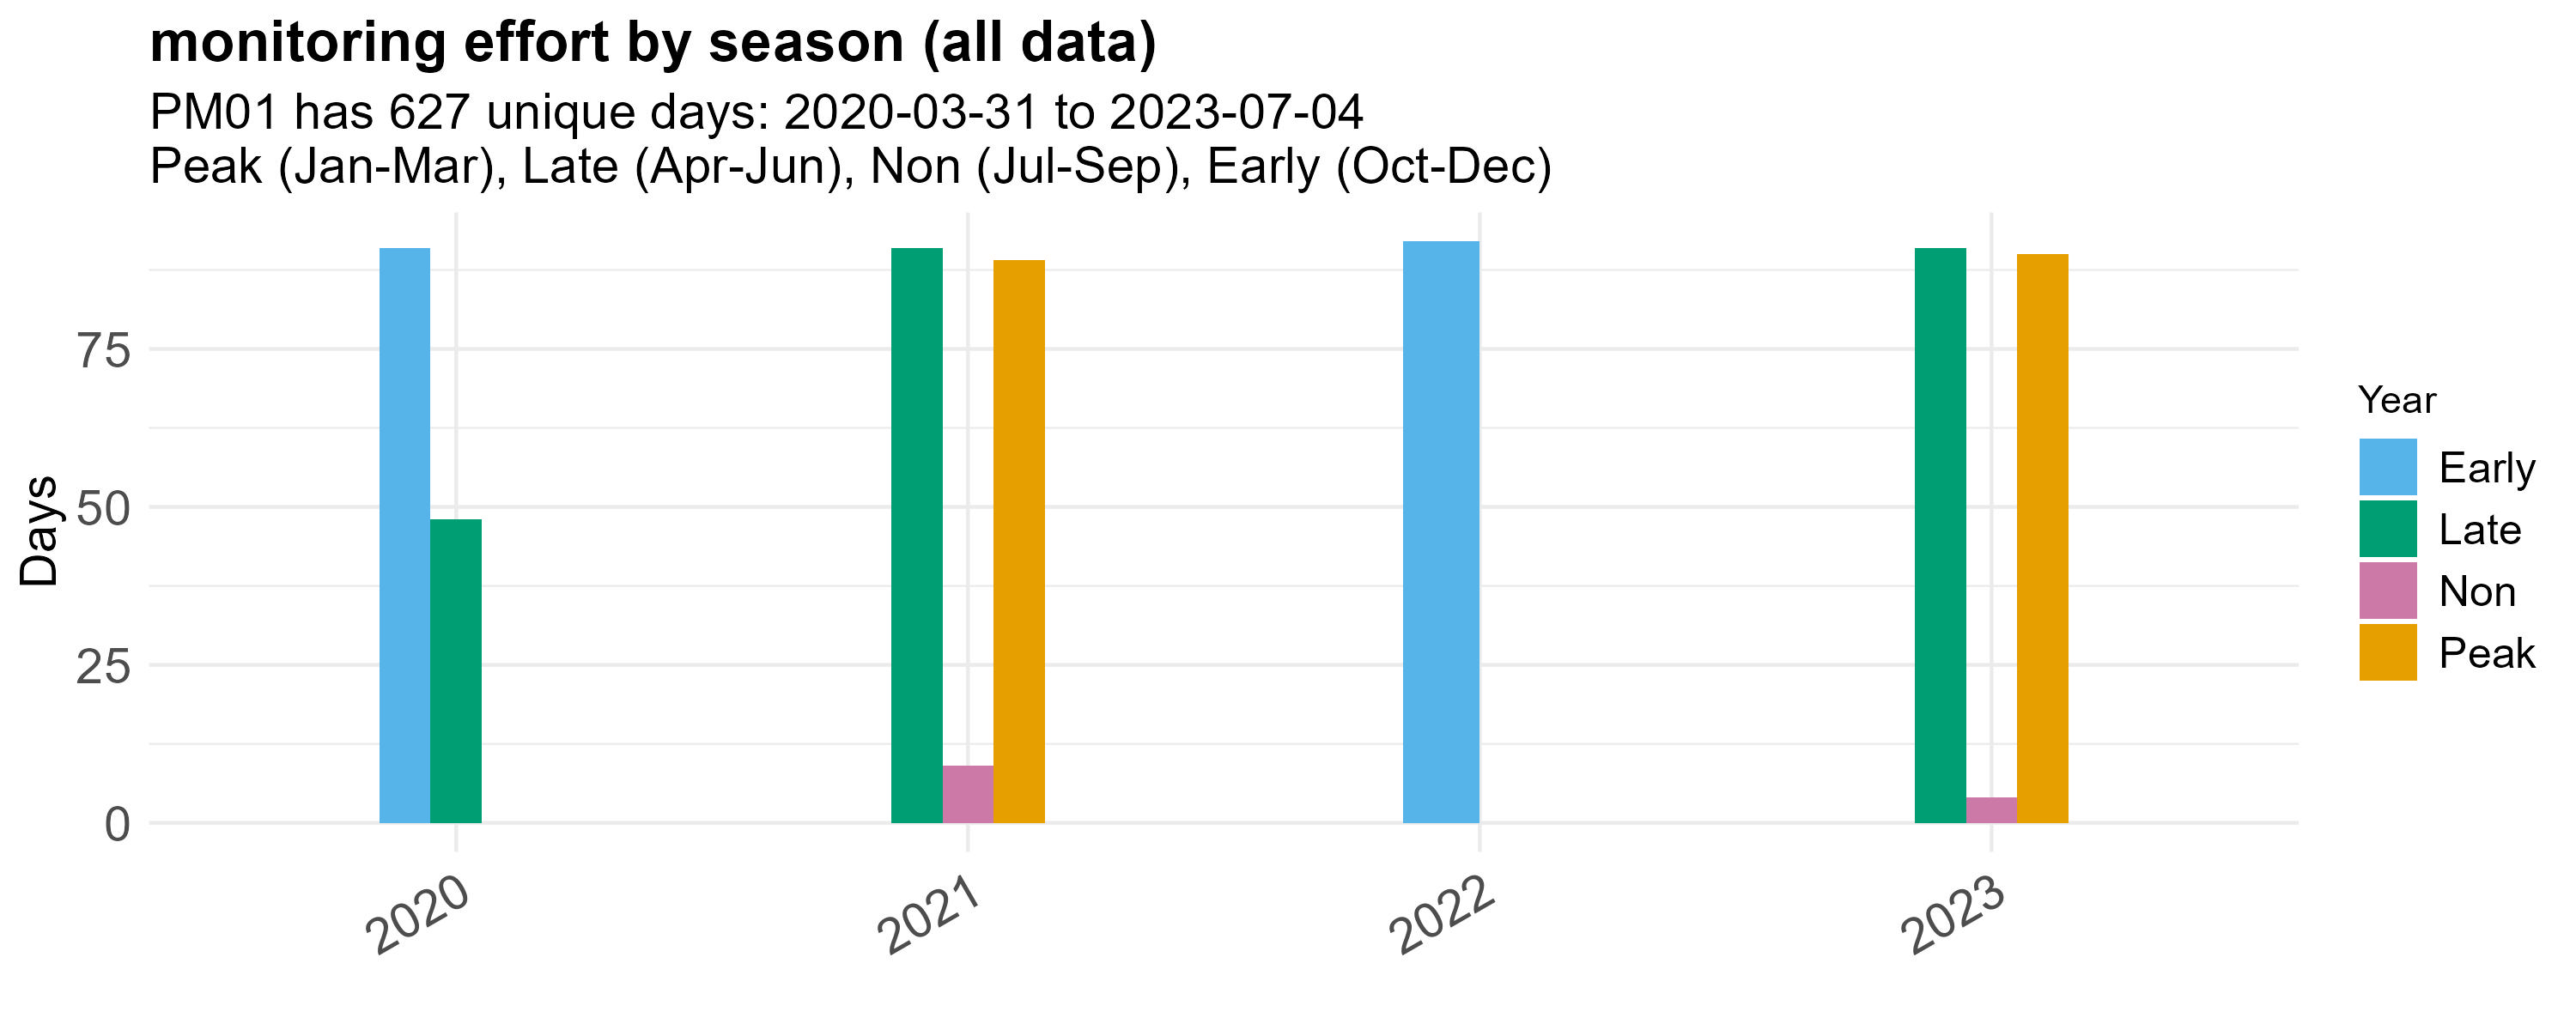 monitoring effort by season (all data)
PM01 has 627 unique days: 2020-03-31 to 2023-07-04
Peak (Jan-Mar), Late (Apr-Jun), Non (Jul-Sep), Early (Oct-Dec)
Days
75
50
25
0
2020
2021
2022
2023
Year
Early
Late
Non
Peak